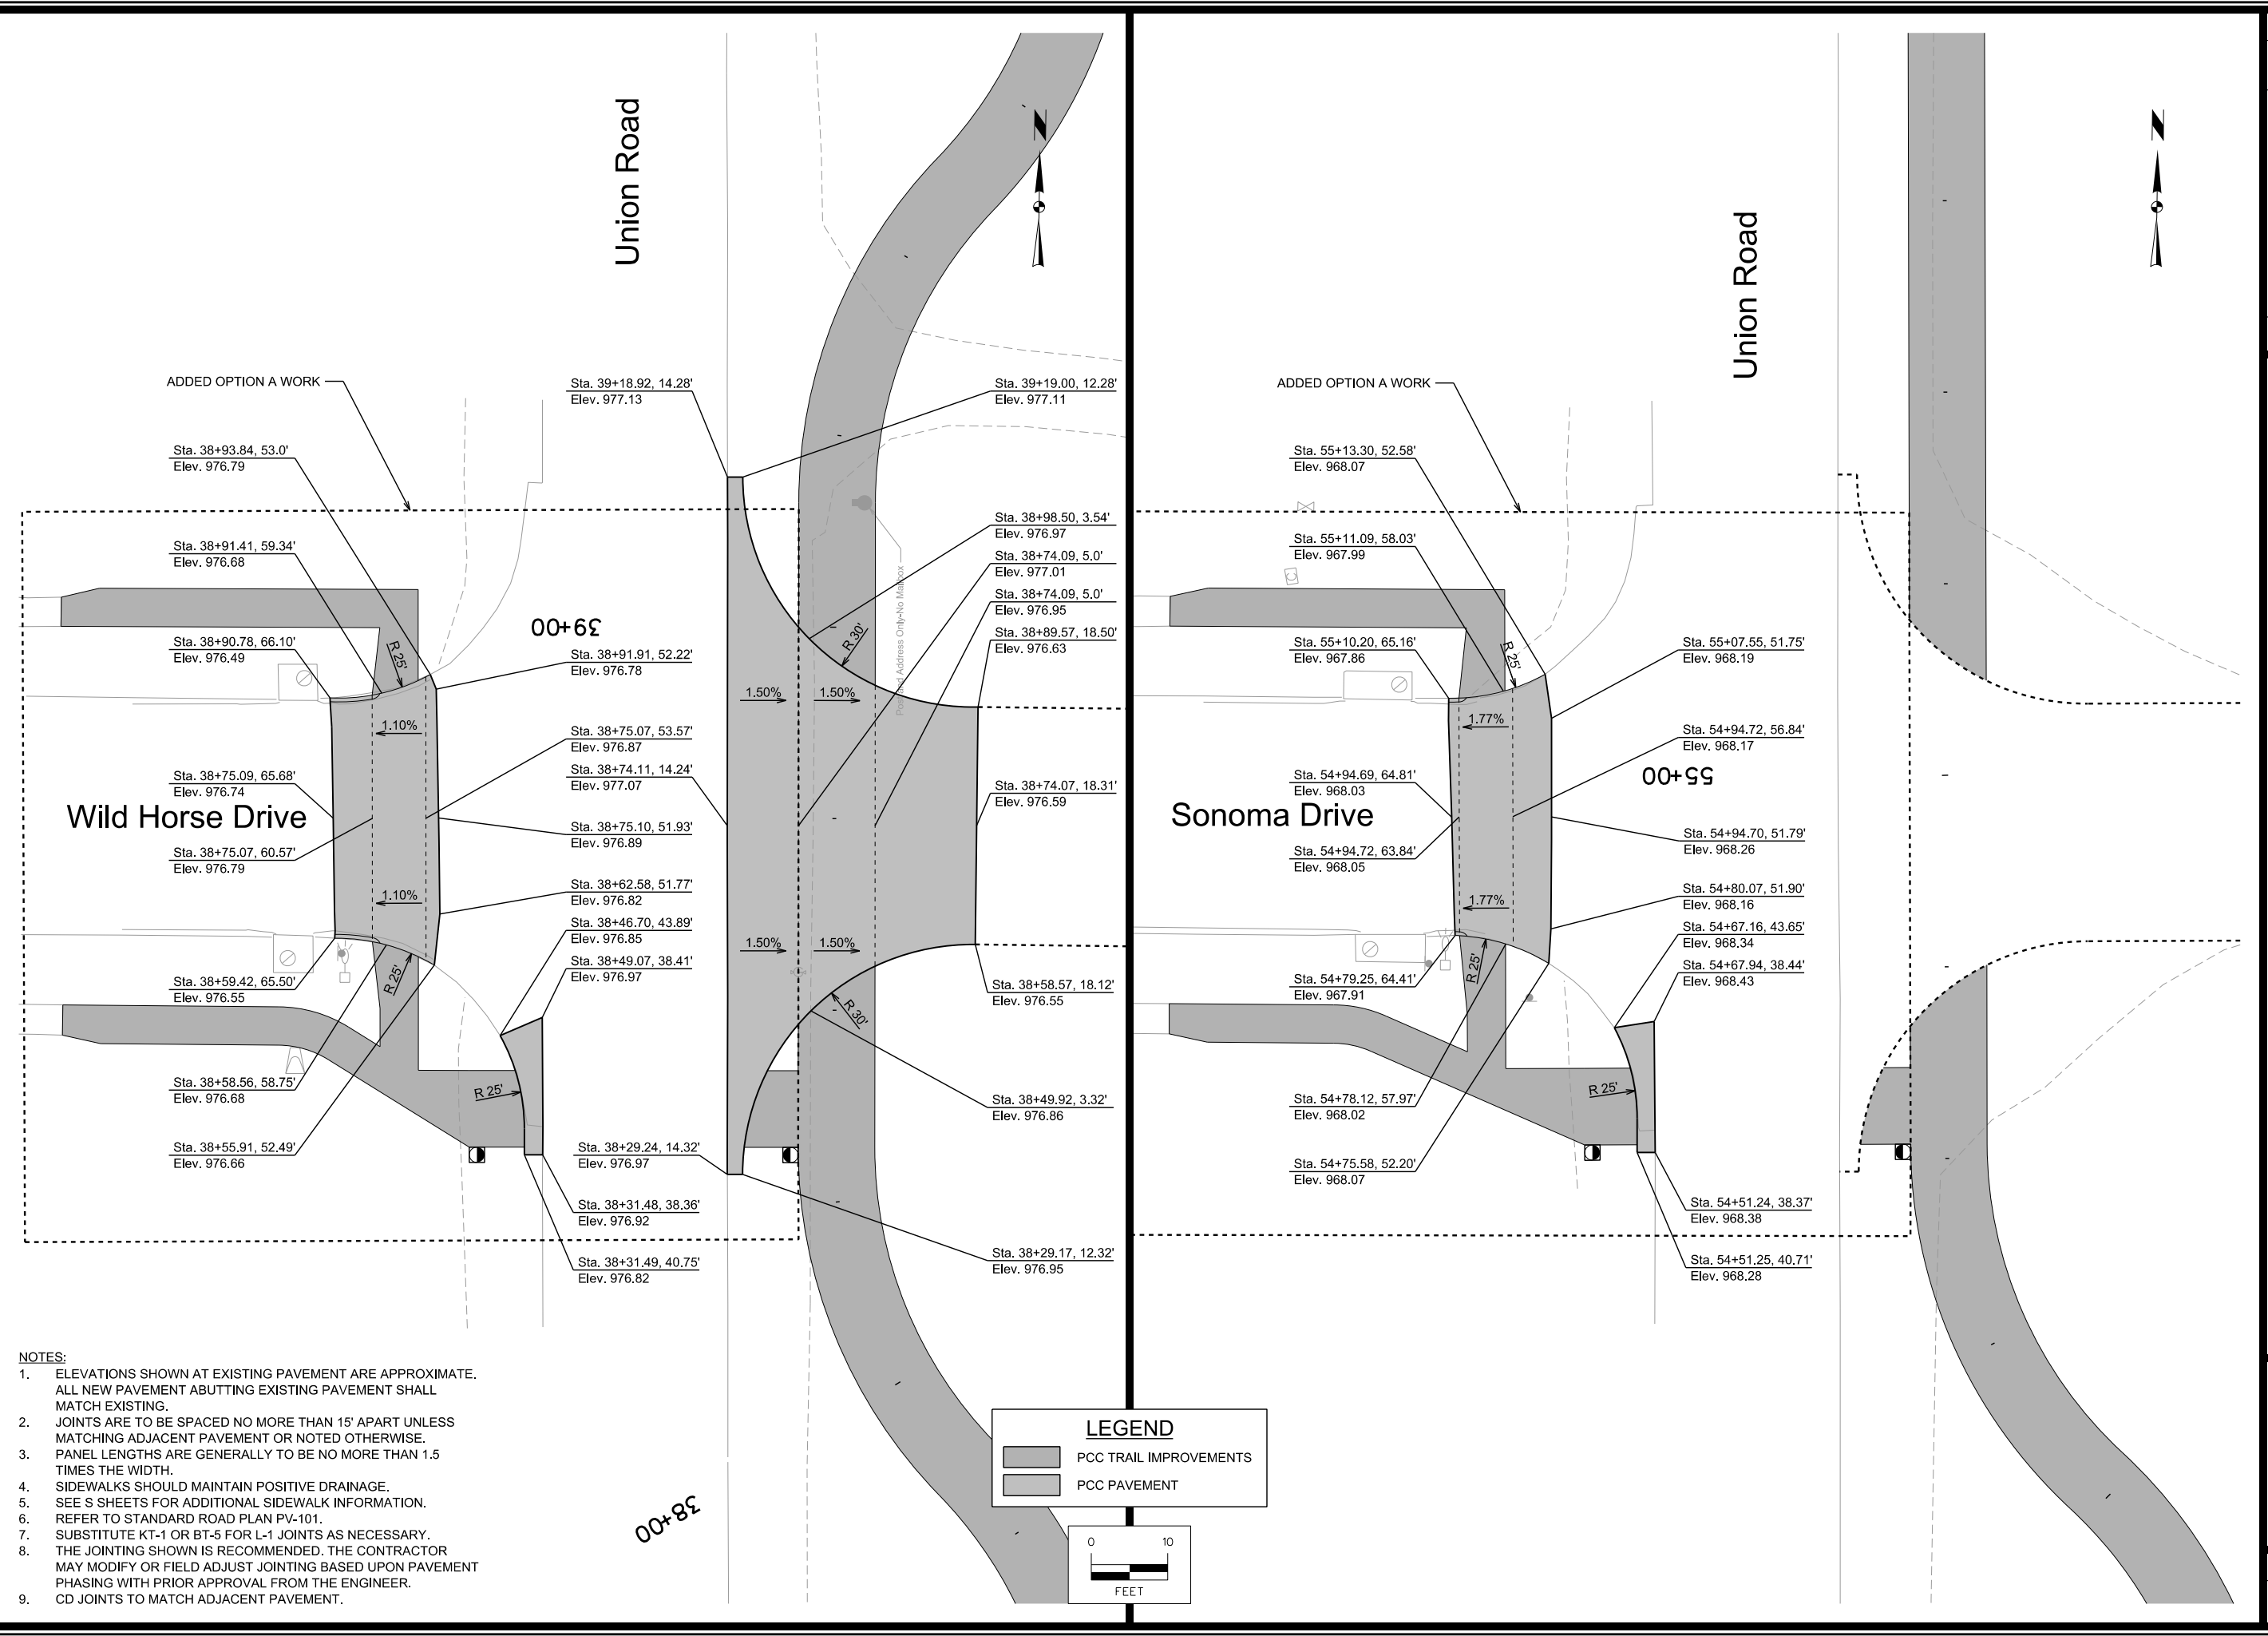 Union Road
N
ADDED OPTION A WORK
Sta. 39+18.92, 14.28'
Elev. 977.13
Sta. 39+19.00, 12.28'
Elev. 977.11
Sta. 38+93.84, 53.0'
Elev. 976.79
Sta. 38+98.50, 3.54'
Elev. 976.97
Sta. 38+91.41, 59.34'
Elev. 976.68
Sta. 38+74.09, 5.0'
Elev. 977.01
Sta. 38+74.09, 5.0'
Elev. 976.95
39+00
Sta. 38+90.78, 66.10'
Elev. 976.49
R 25'
Sta. 38+91.91, 52.22'
Elev. 976.78
R 30'
Sta. 38+89.57, 18.50'
Elev. 976.63
1.50%
1.50%
1.10%
Sta. 38+75.07, 53.57'
Elev. 976.87
Sta. 38+75.09, 65.68'
Elev. 976.74
Sta. 38+74.11, 14.24'
Elev. 977.07
Sta. 38+74.07, 18.31'
Elev. 976.59
Wild Horse Drive
Sta. 38+75.10, 51.93'
Elev. 976.89
Sta. 38+75.07, 60.57'
Elev. 976.79
1.10%
Sta. 38+62.58, 51.77'
Elev. 976.82
Sta. 38+46.70, 43.89'
Elev. 976.85
1.50%
1.50%
Sta. 38+49.07, 38.41'
Elev. 976.97
Sta. 38+59.42, 65.50'
Elev. 976.55
R 25'
Sta. 38+58.57, 18.12'
Elev. 976.55
R 30'
Sta. 38+58.56, 58.75'
Elev. 976.68
R 25'
Sta. 38+49.92, 3.32'
Elev. 976.86
Sta. 38+55.91, 52.49'
Elev. 976.66
Sta. 38+29.24, 14.32'
Elev. 976.97
Sta. 38+31.48, 38.36'
Elev. 976.92
Sta. 38+29.17, 12.32'
Elev. 976.95
Sta. 38+31.49, 40.75'
Elev. 976.82
38+00
Union Road
N
ADDED OPTION A WORK
Sta. 55+13.30, 52.58'
Elev. 968.07
Sta. 55+11.09, 58.03'
Elev. 967.99
C
Sta. 55+10.20, 65.16'
Elev. 967.86
R 25'
Sta. 55+07.55, 51.75'
Elev. 968.19
1.77%
Sta. 54+94.72, 56.84'
Elev. 968.17
55+00
Sta. 54+94.69, 64.81'
Elev. 968.03
Sonoma Drive
Sta. 54+94.70, 51.79'
Elev. 968.26
Sta. 54+94.72, 63.84'
Elev. 968.05
1.77%
Sta. 54+80.07, 51.90'
Elev. 968.16
Sta. 54+67.16, 43.65'
Elev. 968.34
Sta. 54+67.94, 38.44'
Elev. 968.43
Sta. 54+79.25, 64.41'
Elev. 967.91
R 25'
R 25'
Sta. 54+78.12, 57.97'
Elev. 968.02
Sta. 54+75.58, 52.20'
Elev. 968.07
Sta. 54+51.24, 38.37'
Elev. 968.38
Sta. 54+51.25, 40.71'
Elev. 968.28
NOTES:
1. ELEVATIONS SHOWN AT EXISTING PAVEMENT ARE APPROXIMATE.
ALL NEW PAVEMENT ABUTTING EXISTING PAVEMENT SHALL
MATCH EXISTING.
2. JOINTS ARE TO BE SPACED NO MORE THAN 15' APART UNLESS
MATCHING ADJACENT PAVEMENT OR NOTED OTHERWISE.
3. PANEL LENGTHS ARE GENERALLY TO BE NO MORE THAN 1.5
TIMES THE WIDTH.
4. SIDEWALKS SHOULD MAINTAIN POSITIVE DRAINAGE.
5. SEE S SHEETS FOR ADDITIONAL SIDEWALK INFORMATION.
6. REFER TO STANDARD ROAD PLAN PV-101.
7. SUBSTITUTE KT-1 OR BT-5 FOR L-1 JOINTS AS NECESSARY.
8. THE JOINTING SHOWN IS RECOMMENDED. THE CONTRACTOR
MAY MODIFY OR FIELD ADJUST JOINTING BASED UPON PAVEMENT
PHASING WITH PRIOR APPROVAL FROM THE ENGINEER.
9. CD JOINTS TO MATCH ADJACENT PAVEMENT.
LEGEND
PCC TRAIL IMPROVEMENTS
PCC PAVEMENT
0 10
FEET